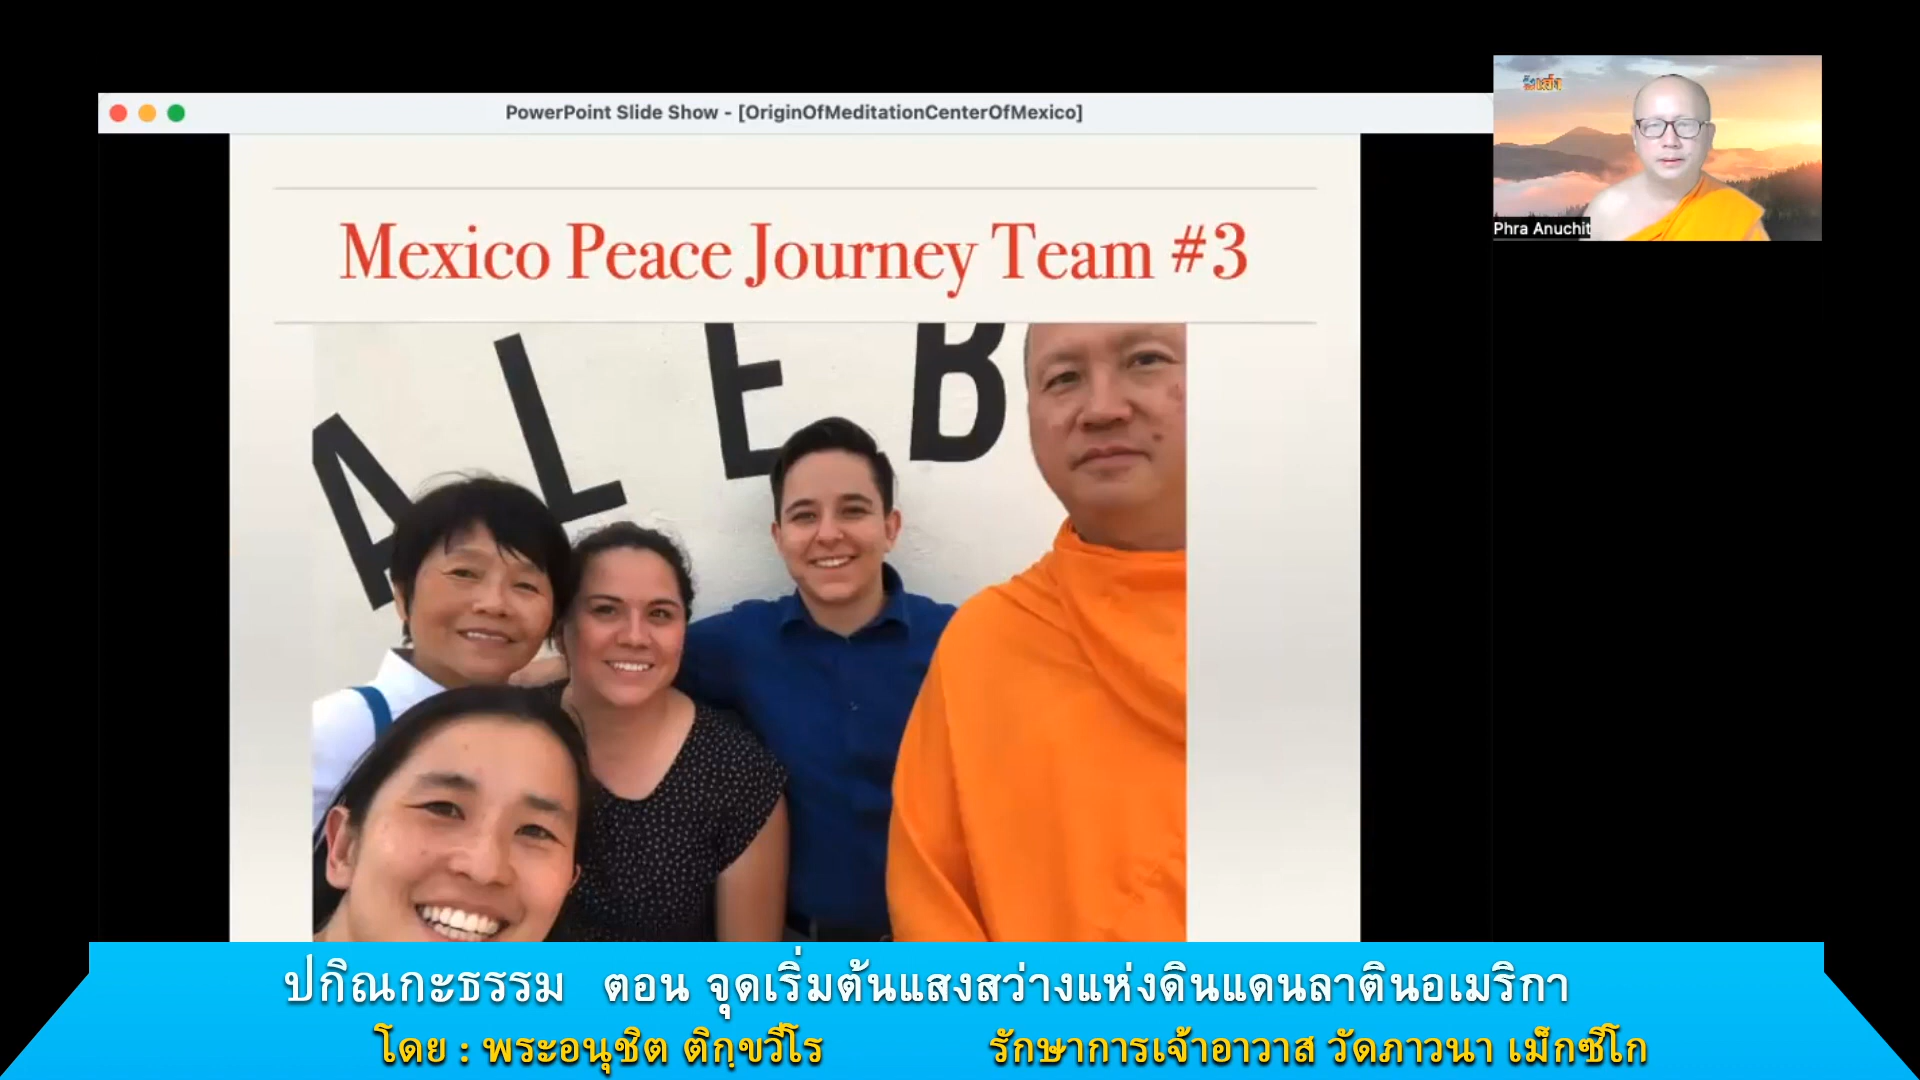 PowerPoint Slide Show - [OriginOfMeditationCenterOfMexico]
Phra Anuchit
Mexico Peace Journey Team #3
A L E B
ปกิณกะธรรม ตอน จุดเริ่มต้นแสงสว่างแห่งดินแดนลาตินอเมริกา
โดย : พระอนุชิต ติกฺขวีโร รักษาการเจ้าอาวาส วัดภาวนา เม็กซีโก